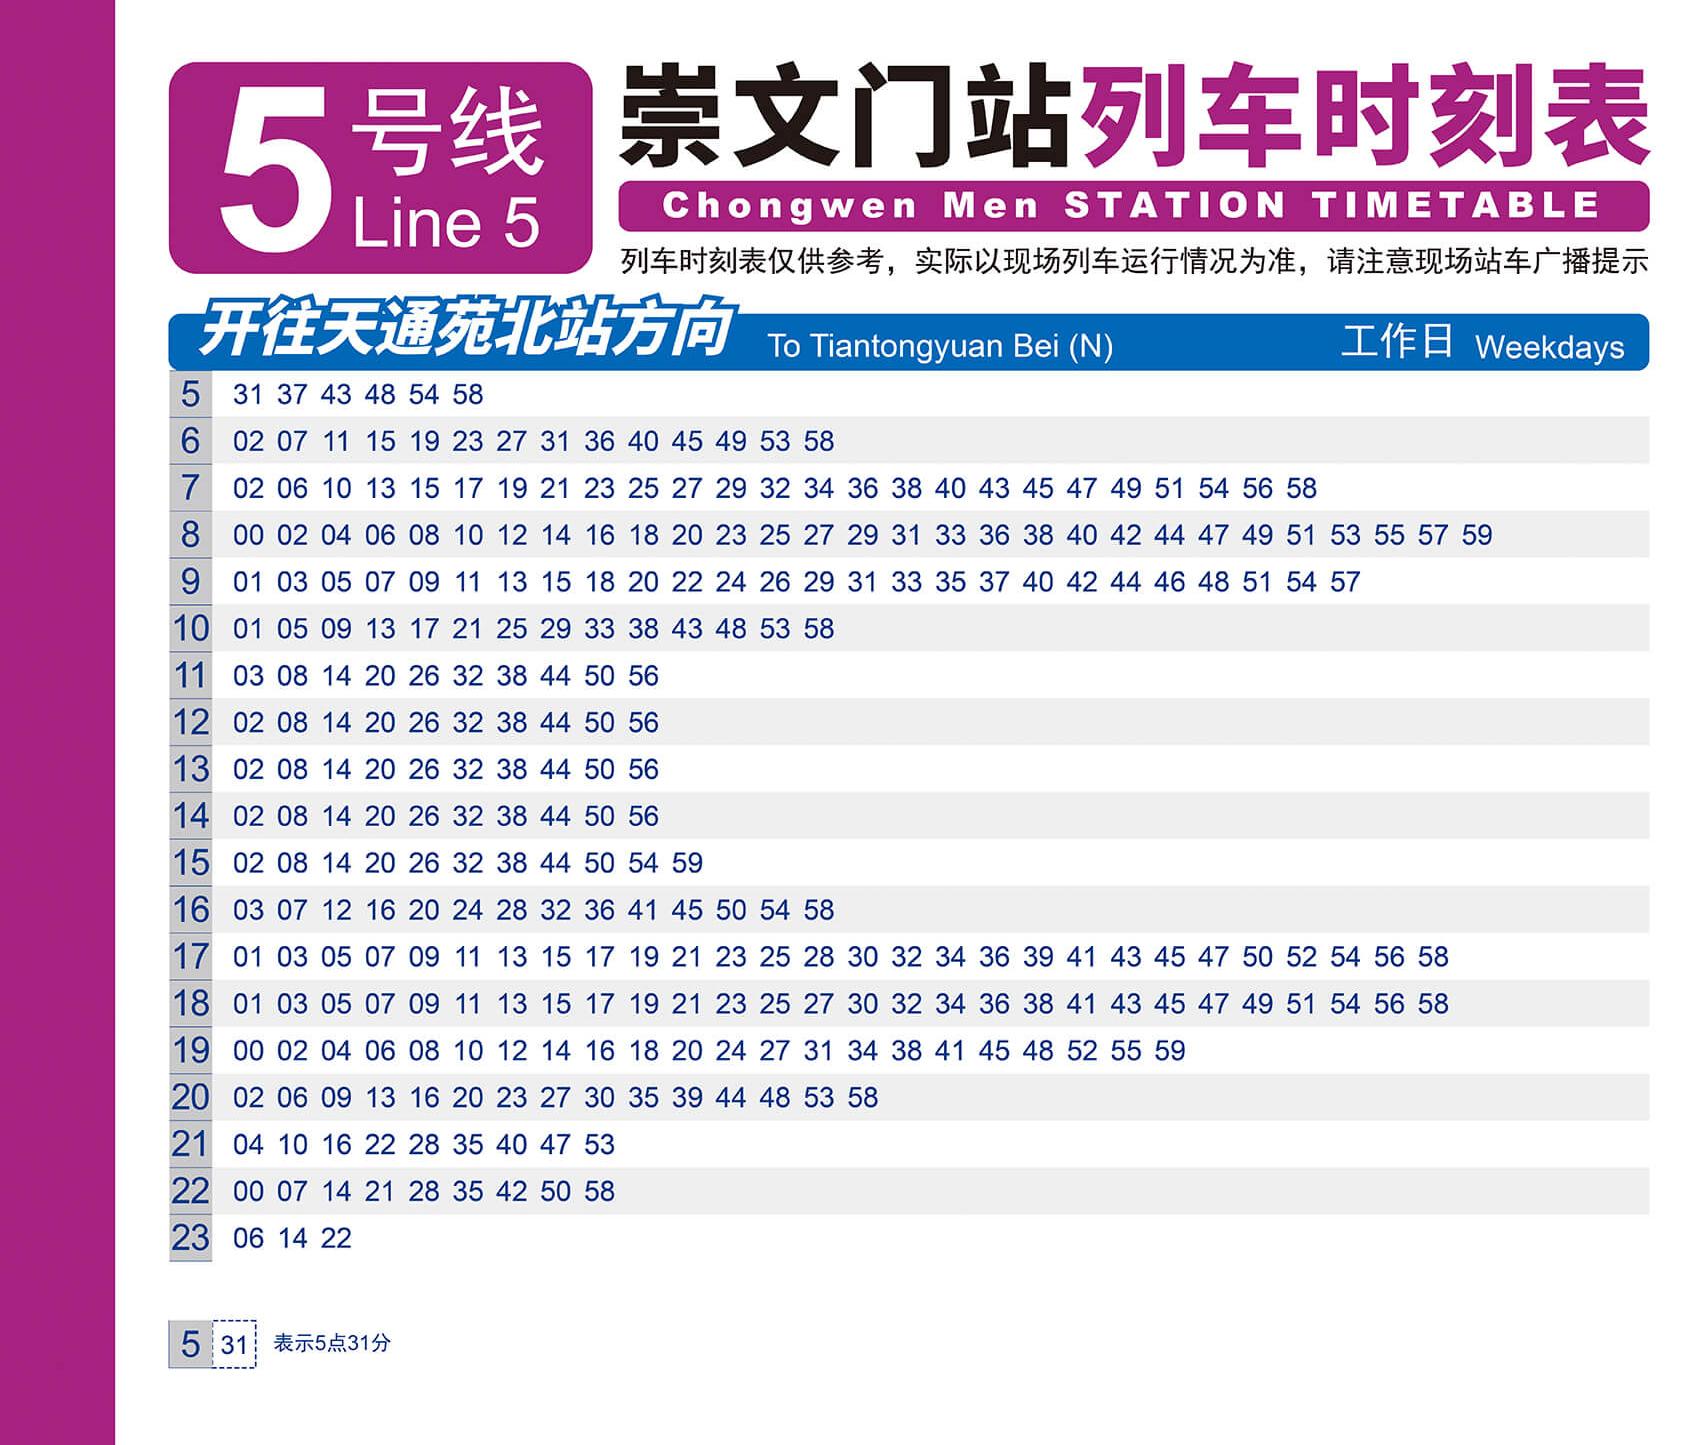 5号线
Line 5
崇文门站列车时刻表
Chongwen Men STATION TIMETABLE
列车时刻表仅供参考，实际以现场列车运行情况为准，请注意现场站车广播提示
开往天通苑北站方向 To Tiantongyuan Bei (N) 工作日 Weekdays
5 31 37 43 48 54 58
6 02 07 11 15 19 23 27 31 36 40 45 49 53 58
7 02 06 10 13 15 17 19 21 23 25 27 29 32 34 36 38 40 43 45 47 49 51 54 56 58
8 00 02 04 06 08 10 12 14 16 18 20 23 25 27 29 31 33 36 38 40 42 44 47 49 51 53 55 57 59
9 01 03 05 07 09 11 13 15 18 20 22 24 26 29 31 33 35 37 40 42 44 46 48 51 54 57
10 01 05 09 13 17 21 25 29 33 38 43 48 53 58
11 03 08 14 20 26 32 38 44 50 56
12 02 08 14 20 26 32 38 44 50 56
13 02 08 14 20 26 32 38 44 50 56
14 02 08 14 20 26 32 38 44 50 56
15 02 08 14 20 26 32 38 44 50 54 59
16 03 07 12 16 20 24 28 32 36 41 45 50 54 58
17 01 03 05 07 09 11 13 15 17 19 21 23 25 28 30 32 34 36 39 41 43 45 47 50 52 54 56 58
18 01 03 05 07 09 11 13 15 17 19 21 23 25 27 30 32 34 36 38 41 43 45 47 49 51 54 56 58
19 00 02 04 06 08 10 12 14 16 18 20 24 27 31 34 38 41 45 48 52 55 59
20 02 06 09 13 16 20 23 27 30 35 39 44 48 53 58
21 04 10 16 22 28 35 40 47 53
22 00 07 14 21 28 35 42 50 58
23 06 14 22
5 31 表示5点31分